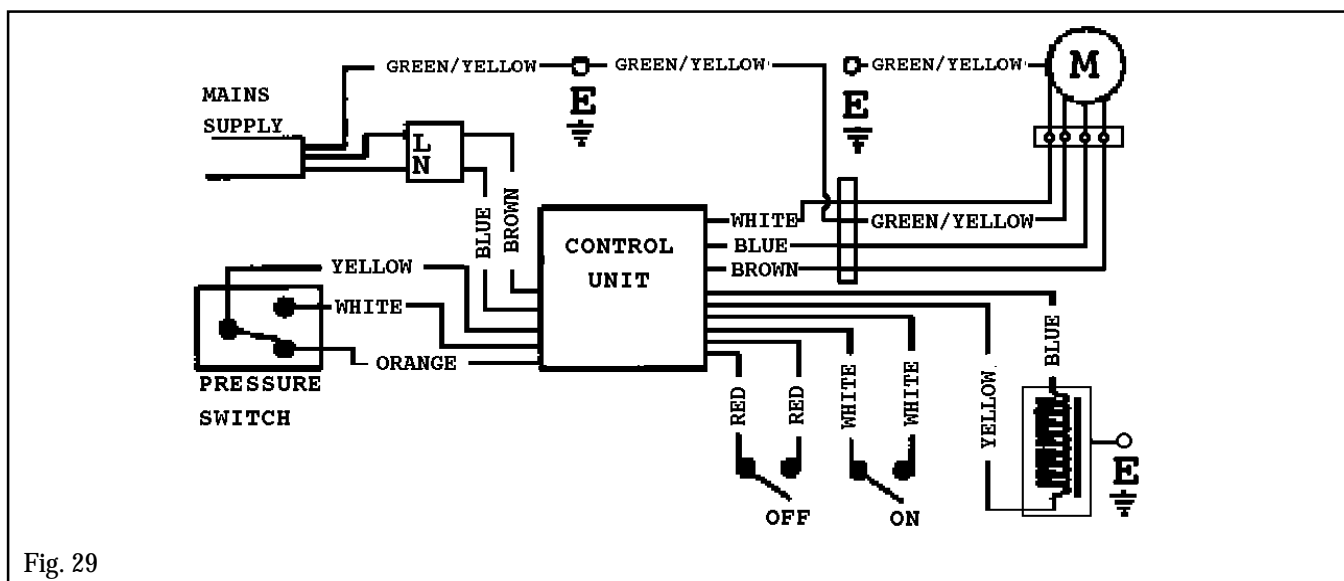 GREEN/YELLOW
GREEN/YELLOW
GREEN/YELLOW
M
MAINS
SUPPLY
E
E
L
N
BLUE
BROWN
WHITE
GREEN/YELLOW
BLUE
BROWN
CONTROL
UNIT
YELLOW
WHITE
ORANGE
PRESSURE
SWITCH
RED
RED
WHITE
WHITE
YELLOW
BLUE
E
OFF
ON
Fig. 29